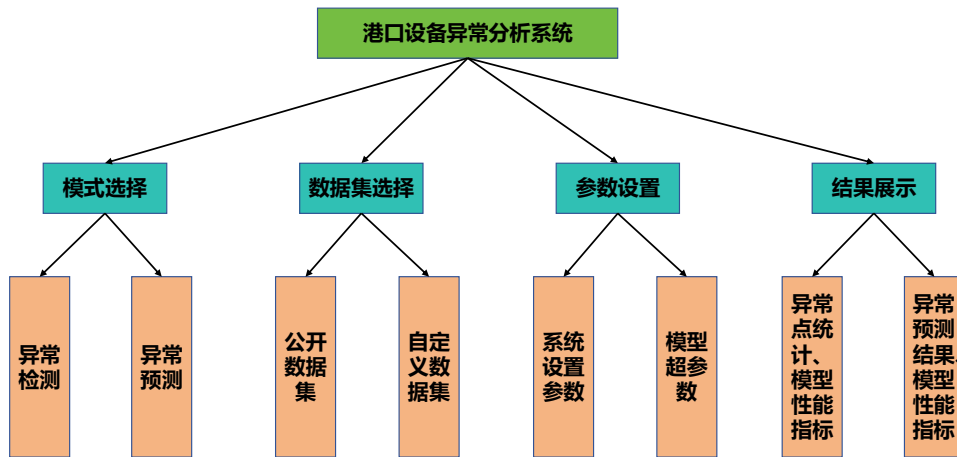 港口设备异常分析系统
模式选择
数据集选择
参数设置
结果展示
异常
检测
异常
预测
公开
数据
集
自定
义数
据集
系统
设置
参数
模型
超参
数
异常
点统
计、
模型
性能
指标
异常
预测
结果、
模型
性能
指标